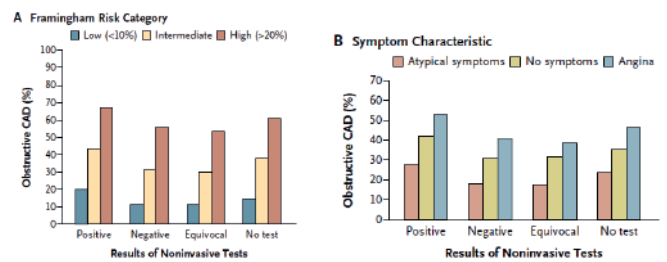 A Framingham Risk Category
Low (<10%) Intermediate High (>20%)
100
90
80
70
60
50
40
30
20
10
0
Obstructive CAD (%)
Positive Negative Equivocal No test
Results of Noninvasive Tests
B Symptom Characteristic
Atypical symptoms No symptoms Angina
70
60
50
40
30
20
10
0
Obstructive CAD (%)
Positive Negative Equivocal No test
Results of Noninvasive Tests